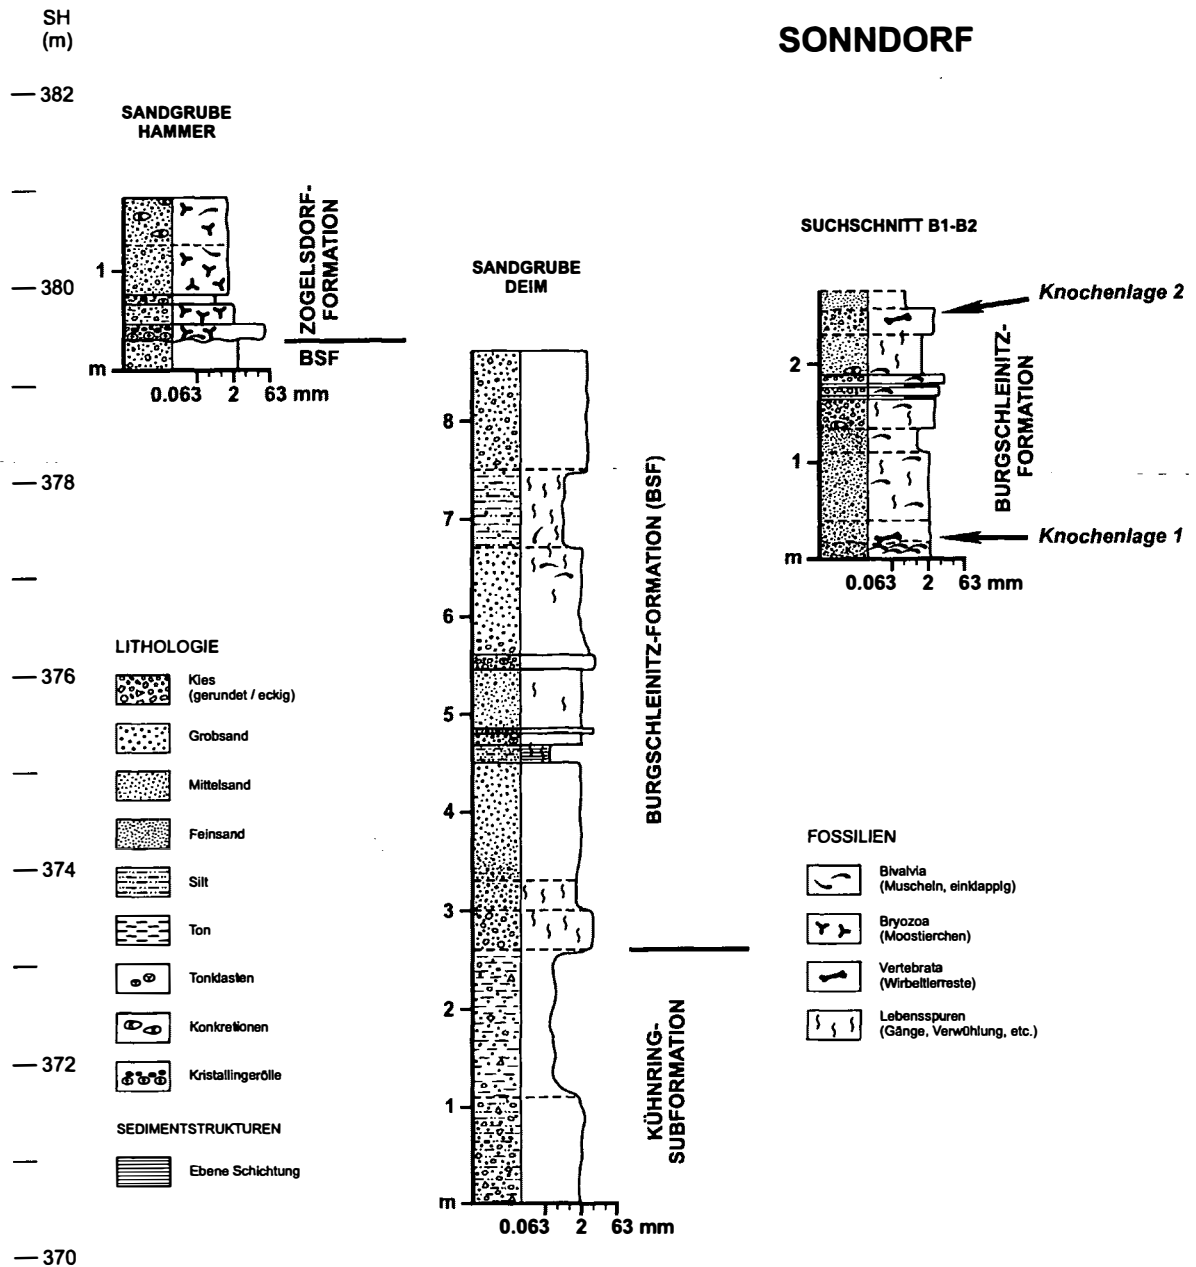 SH
(m)
SONNDORF
382
380
378
376
374
372
370
SANDGRUBE
HAMMER
1
m
0.063 2 63 mm
ZOGELSDORF-
FORMATION
BSF
SANDGRUBE
DEIM
8
7
6
5
4
3
2
1
m
0.063 2 63 mm
BURGSCHLEINITZ-FORMATION (BSF)
KÜHNRING-
SUBFORMATION
SUCHSCHNITT B1-B2
2
1
m
0.063 2 63 mm
Knochenlage 2
BURGSCHLEINITZ-
FORMATION
Knochenlage 1
LITHOLOGIE
Kies
(gerundet / eckig)
Grobsand
Mittelsand
Feinsand
Silt
Ton
Tonklasten
Konkretionen
Kristallingerölle
SEDIMENTSTRUKTUREN
Ebene Schichtung
FOSSILIEN
Bivalvia
(Muscheln, einklappig)
Bryozoa
(Moostierchen)
Vertebrata
(Wirbeltierreste)
Lebensspuren
(Gänge, Verwühlung, etc.)